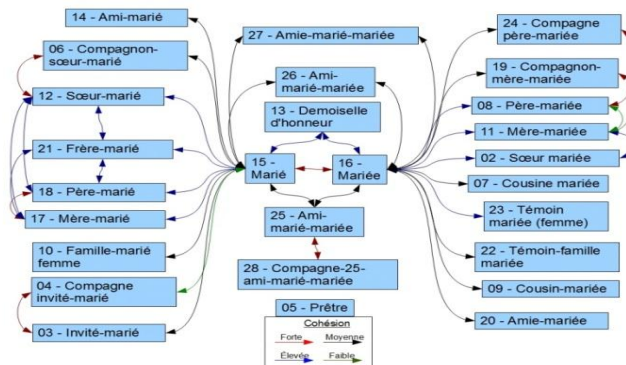 14 - Ami-marié
06 - Compagnon-
sœur-marié
12 - Sœur-marié
21 - Frère-marié
18 - Père-marié
17 - Mère-marié
10 - Famille-marié
femme
04 - Compagne
invité-marié
03 - Invité-marié
27 - Amie-marié-mariée
26 - Ami-
marié-mariée
13 - Demoiselle
d'honneur
15 -
Marié
16 -
Mariée
25 - Ami-
marié-mariée
28 - Compagne-25-
ami-marié-mariée
05 - Prêtre
Cohésion
Forte
Moyenne
Élevée
Faible
24 - Compagne
père-mariée
19 - Compagnon-
mère-mariée
08 - Père-mariée
11 - Mère-mariée
02 - Sœur mariée
07 - Cousine mariée
23 - Témoin
mariée (femme)
22 - Témoin-famille
mariée
09 - Cousin-mariée
20 - Amie-mariée